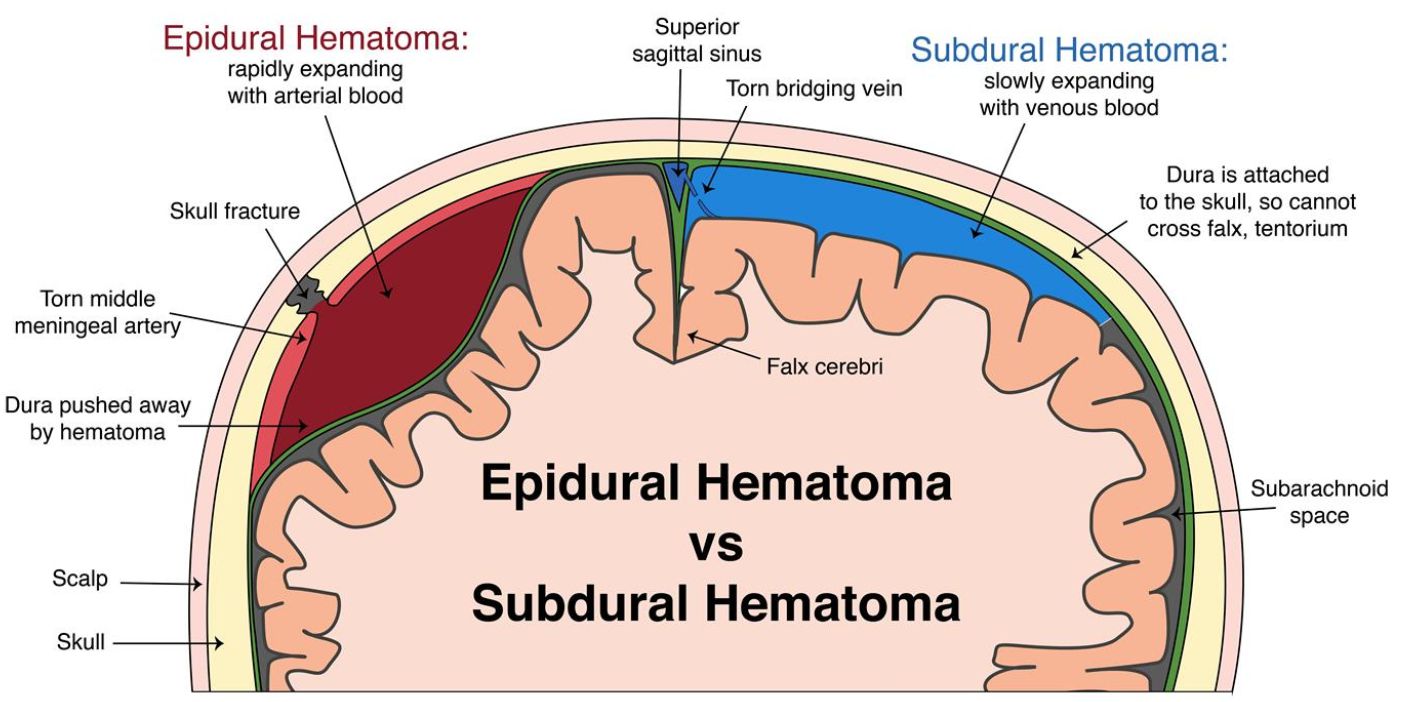 Epidural Hematoma:
rapidly expanding
with arterial blood
Superior
sagittal sinus
Torn bridging vein
Subdural Hematoma:
slowly expanding
with venous blood
Dura is attached
to the skull, so cannot
cross falx, tentorium
Skull fracture
Torn middle
meningeal artery
Dura pushed away
by hematoma
Falx cerebri
Epidural Hematoma
vs
Subdural Hematoma
Subarachnoid
space
Scalp
Skull